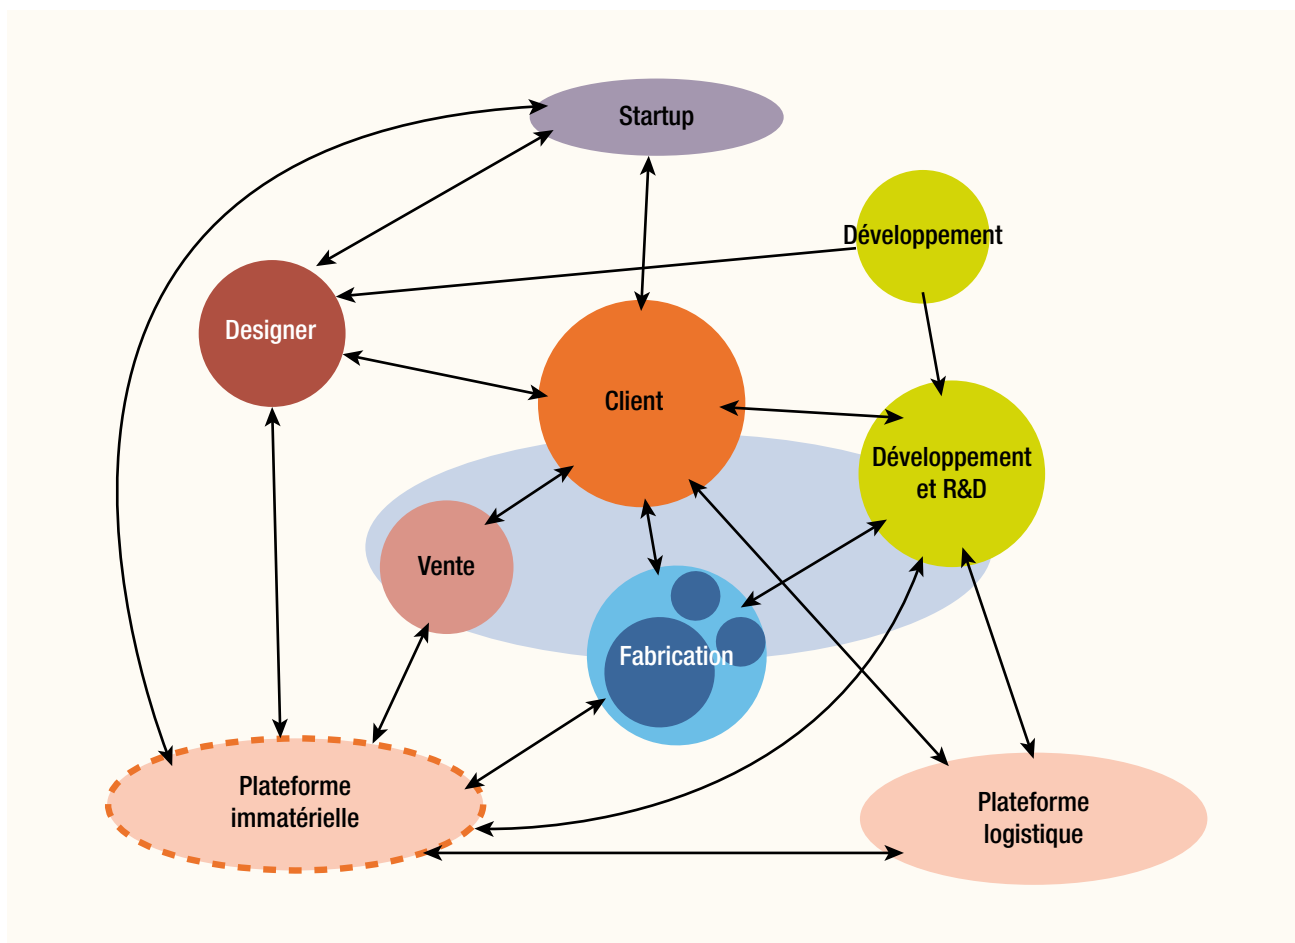 Startup
Développement
Designer
Client
Développement
et R&D
Vente
Fabrication
Plateforme
immatérielle
Plateforme
logistique